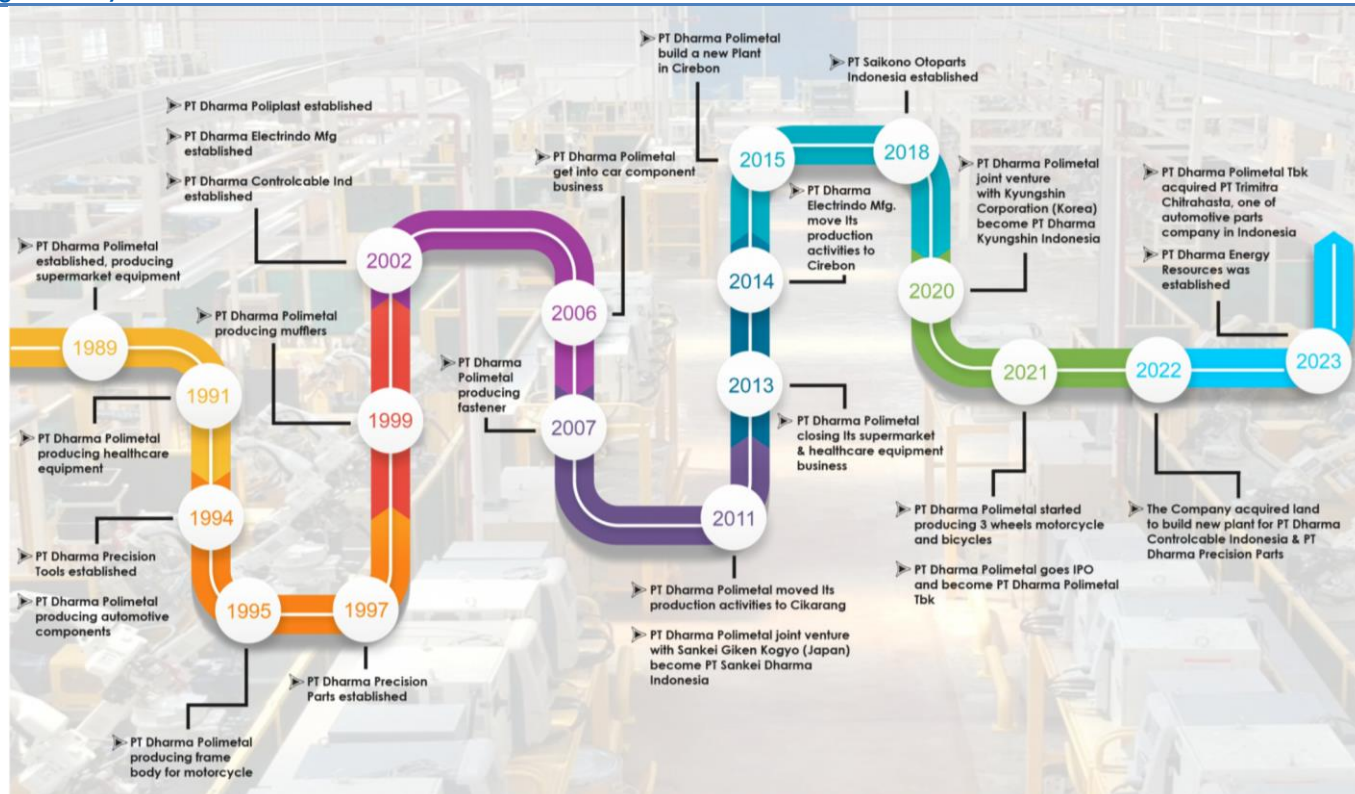 PT Dharma Polimetal
established, producing
supermarket equipment
1989
1991
PT Dharma Polimetal
producing healthcare
equipment
1994
PT Dharma Precision
Tools established
PT Dharma Polimetal
producing automotive
components
1995
PT Dharma Polimetal
producing frame
body for motorcycle
1997
PT Dharma Precision
Parts established
1999
PT Dharma Polimetal
producing mufflers
2002
PT Dharma Poliplast established
PT Dharma Electrindo Mfg
established
PT Dharma Controlcable Ind
established
2006
PT Dharma Polimetal
get into car component
business
2007
PT Dharma
Polimetal
producing
fastener
2011
PT Dharma Polimetal moved Its
production activities to Cikarang
PT Dharma Polimetal joint venture
with Sankei Giken Kogyo (Japan)
become PT Sankei Dharma
Indonesia
2013
PT Dharma Polimetal
closing Its supermarket
& healthcare equipment
business
2014
PT Dharma
Electrindo Mfg.
move Its
production
activities to
Cirebon
2015
PT Dharma Polimetal
build a new Plant
in Cirebon
2018
PT Saikono Otoparts
Indonesia established
2020
PT Dharma Polimetal
joint venture
with Kyungshin
Corporation (Korea)
become PT Dharma
Kyungshin Indonesia
2021
PT Dharma Polimetal started
producing 3 wheels motorcycle
and bicycles
PT Dharma Polimetal goes IPO
and become PT Dharma Polimetal
Tbk
2022
The Company acquired land
to build new plant for PT Dharma
Controlcable Indonesia & PT
Dharma Precision Parts
2023
PT Dharma Polimetal Tbk
acquired PT Trimitra
Chitrahasta, one of
automotive parts
company in Indonesia
PT Dharma Energy
Resources was
established